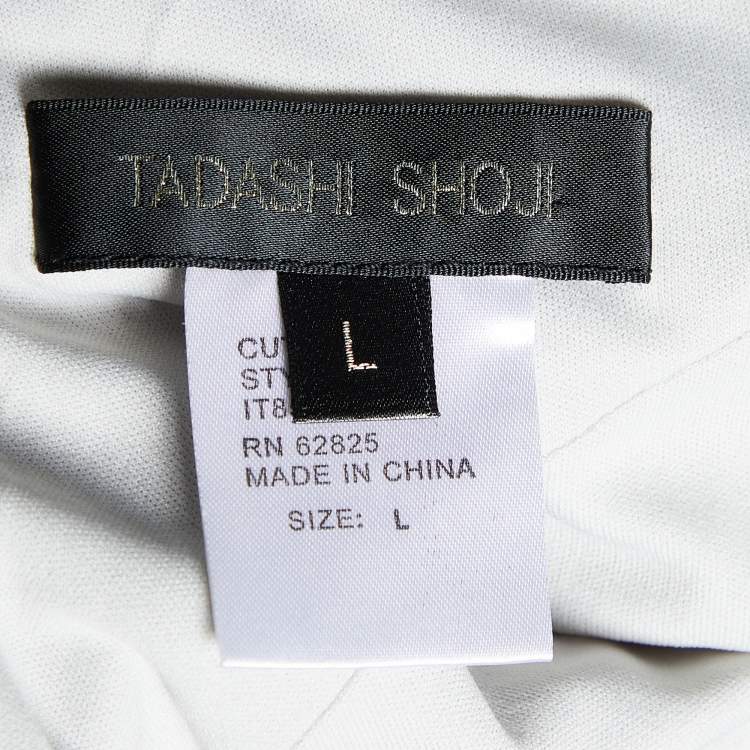 TADASHI SHOJI
L
RN 62825
MADE IN CHINA
SIZE: L